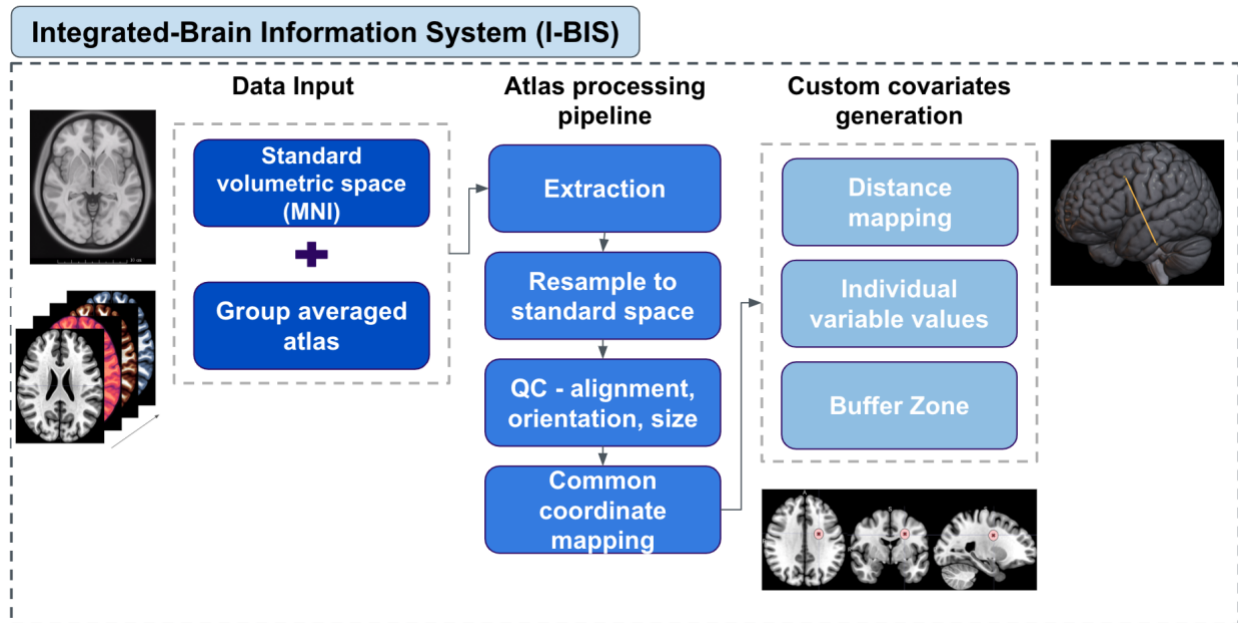 Integrated-Brain Information System (I-BIS)
Data Input
Standard
volumetric space
(MNI)
Group averaged
atlas
Atlas processing
pipeline
Extraction
Resample to
standard space
QC - alignment,
orientation, size
Common
coordinate
mapping
Custom covariates
generation
Distance
mapping
Individual
variable values
Buffer Zone